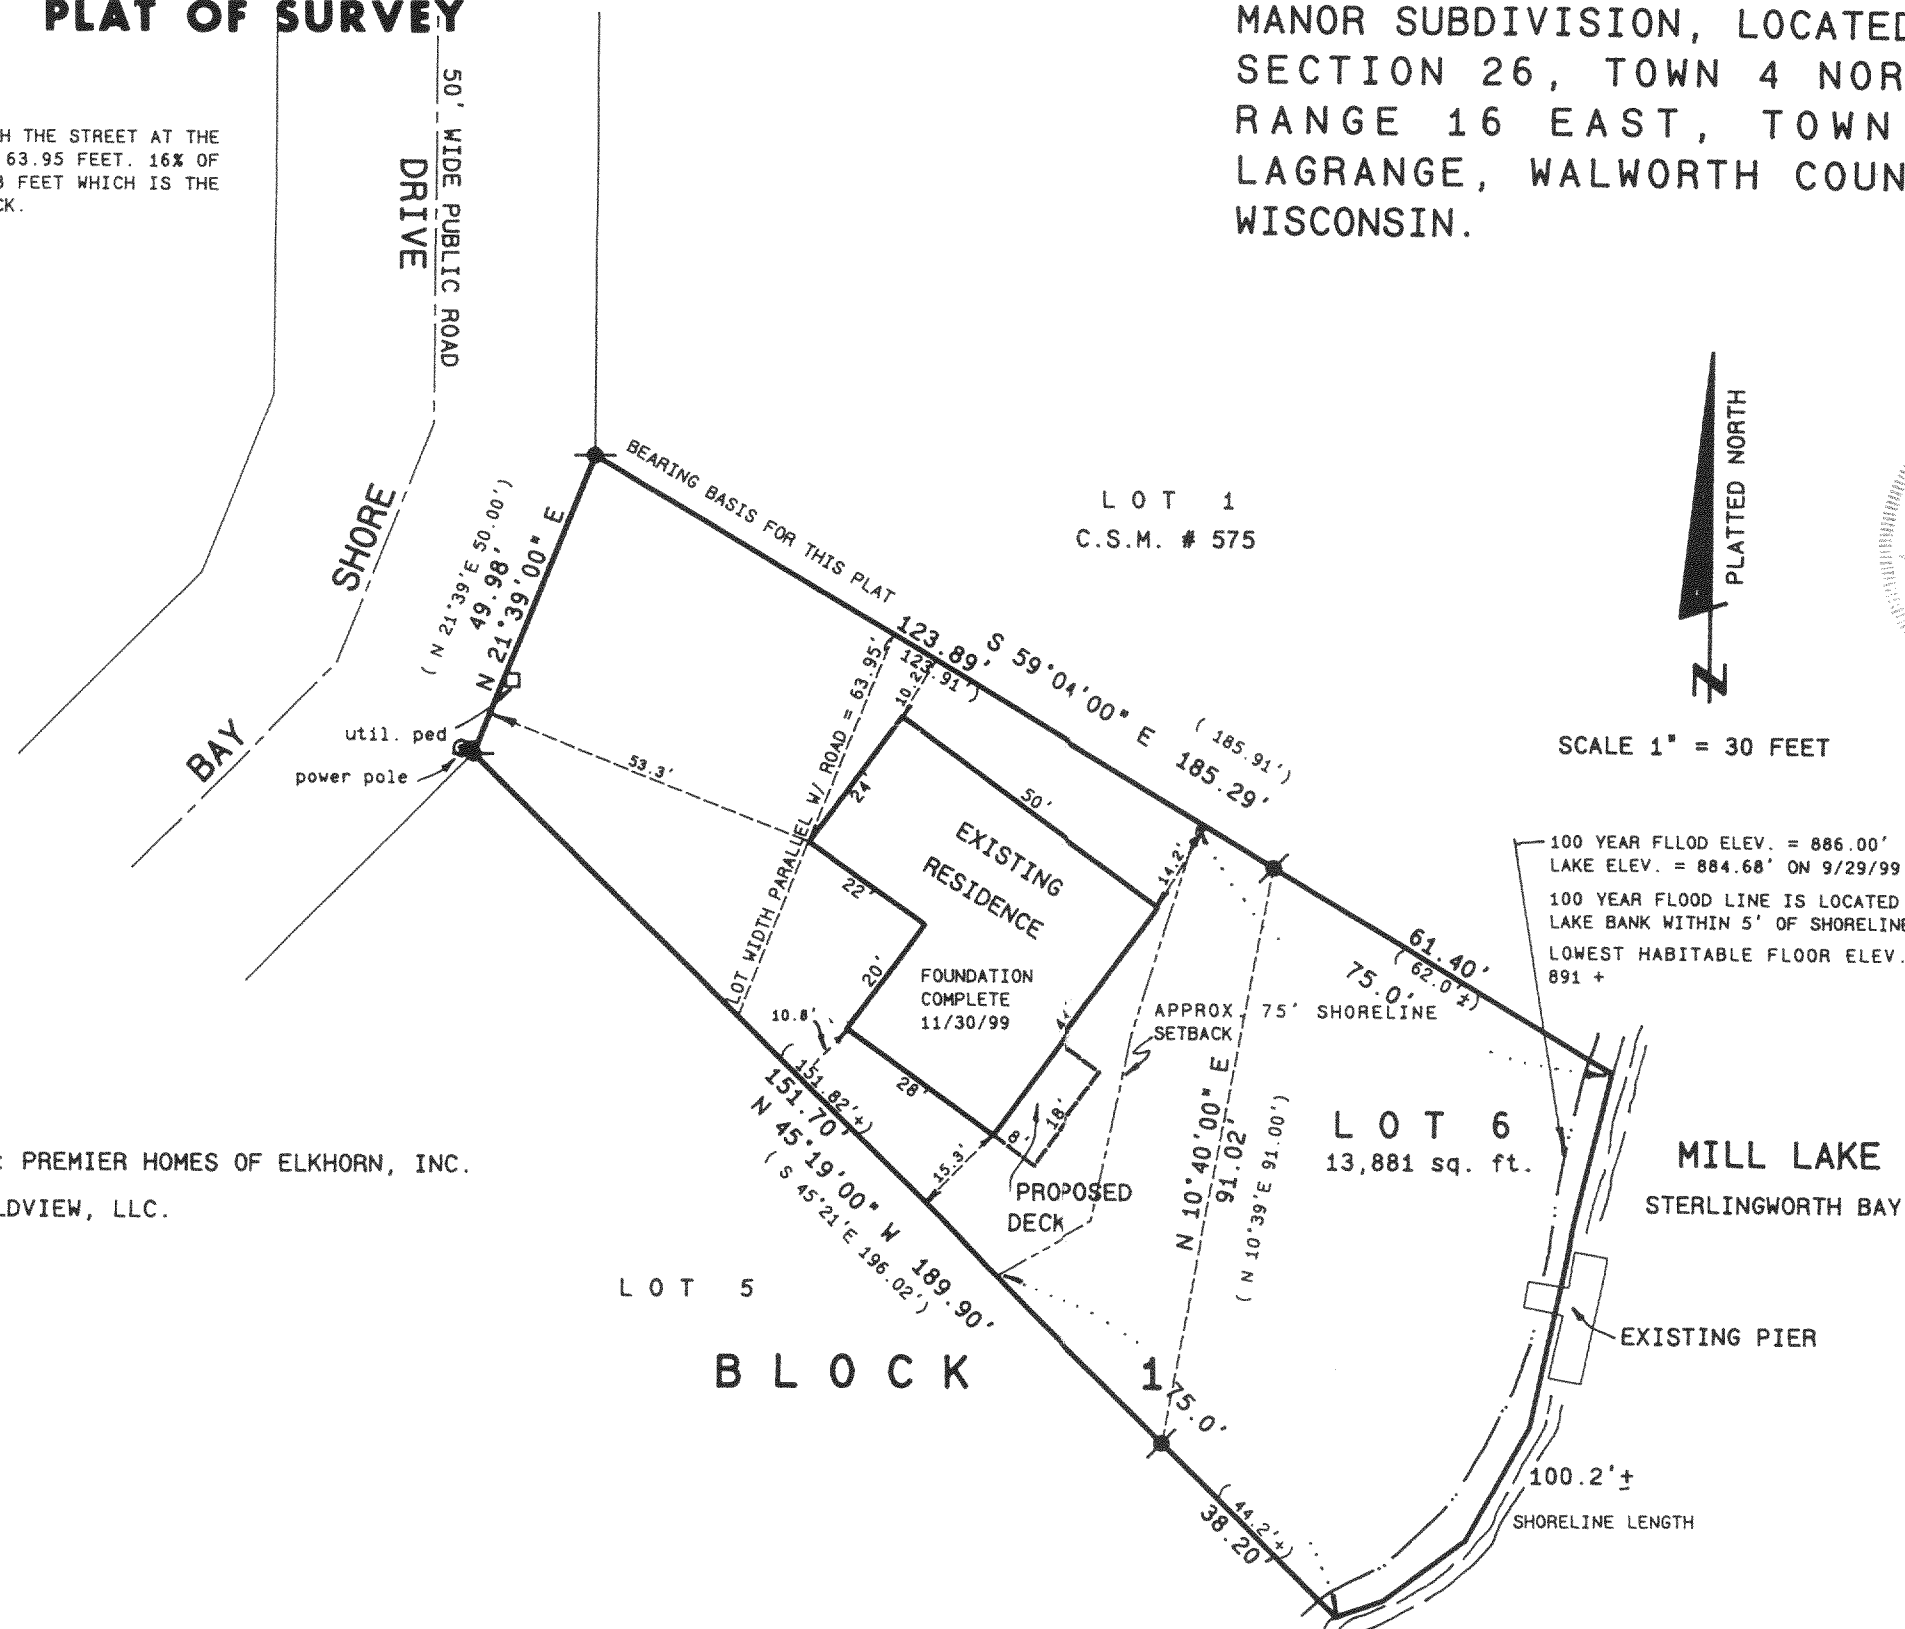 PLAT OF SURVEY
MANOR SUBDIVISION, LOCATED
SECTION 26, TOWN 4 NOR
RANGE 16 EAST, TOWN
LAGRANGE, WALWORTH COUN
WISCONSIN.
H THE STREET AT THE
63.95 FEET. 16% OF
FEET WHICH IS THE
CK.
50' WIDE PUBLIC ROAD
DRIVE
SHORE
BAY
BEARING BASIS FOR THIS PLAT
LOT 1
C.S.M. # 575
PLATTED NORTH
N
SCALE 1" = 30 FEET
( N 21°39'E 50.00')
49.98'
N 21°39'00" E
util. ped
power pole
53.3'
123.89'
( 123.91')
S 59°04'00" E 185.29'
( 185.91')
LOT WIDTH PARALLEL W/ ROAD = 63.95'
24'
50'
14.2'
22'
20'
EXISTING
RESIDENCE
FOUNDATION
COMPLETE
11/30/99
10.8'
28'
15.3'
8'
18'
PROPOSED
DECK
APPROX. 75' SHORELINE
SETBACK
61.40'
( 62.0'±)
75.0'
100 YEAR FLLOD ELEV. = 886.00'
LAKE ELEV. = 884.68' ON 9/29/99
100 YEAR FLOOD LINE IS LOCATED
LAKE BANK WITHIN 5' OF SHORELINE
LOWEST HABITABLE FLOOR ELEV.
891 +
N 10°40'00" E
91.02'
( N 10°39'E 91.00')
LOT 6
13,881 sq. ft.
MILL LAKE
STERLINGWORTH BAY
EXISTING PIER
( 151.82'±)
151.70'
N 45°19'00" W 189.90'
( S 45°21'E 196.02')
: PREMIER HOMES OF ELKHORN, INC.
LDVIEW, LLC.
LOT 5
BLOCK 1
75.0'
( 44.2'±)
38.20'
100.2'±
SHORELINE LENGTH